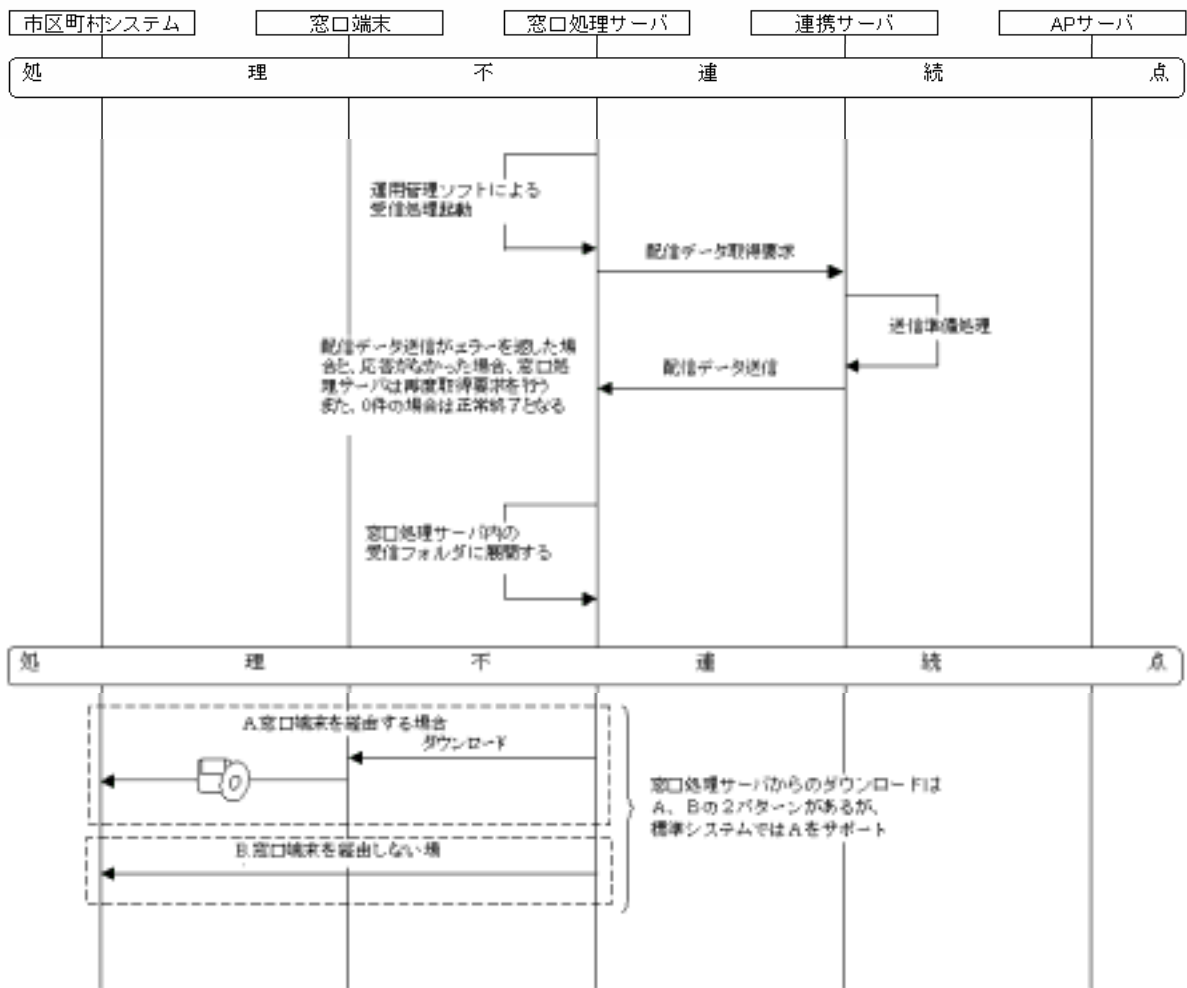 市区町村システム
窓口端末
窓口処理サーバ
連携サーバ
APサーバ
処理不連続点
運用管理ソフトによる
受信処理起動
配信データ取得要求
送信準備処理
配信データ送信がエラーを返した場
合と、応答がなかった場合、窓口処
理サーバは再度取得要求を行う
また、0件の場合は正常終了となる
配信データ送信
窓口処理サーバ内の
受信フォルダに展開する
処理不連続点
A.窓口端末を経由する場合
ダウンロード
窓口処理サーバからのダウンロードは
A、Bの2パターンがあるが、
標準システムではAをサポート
B.窓口端末を経由しない場